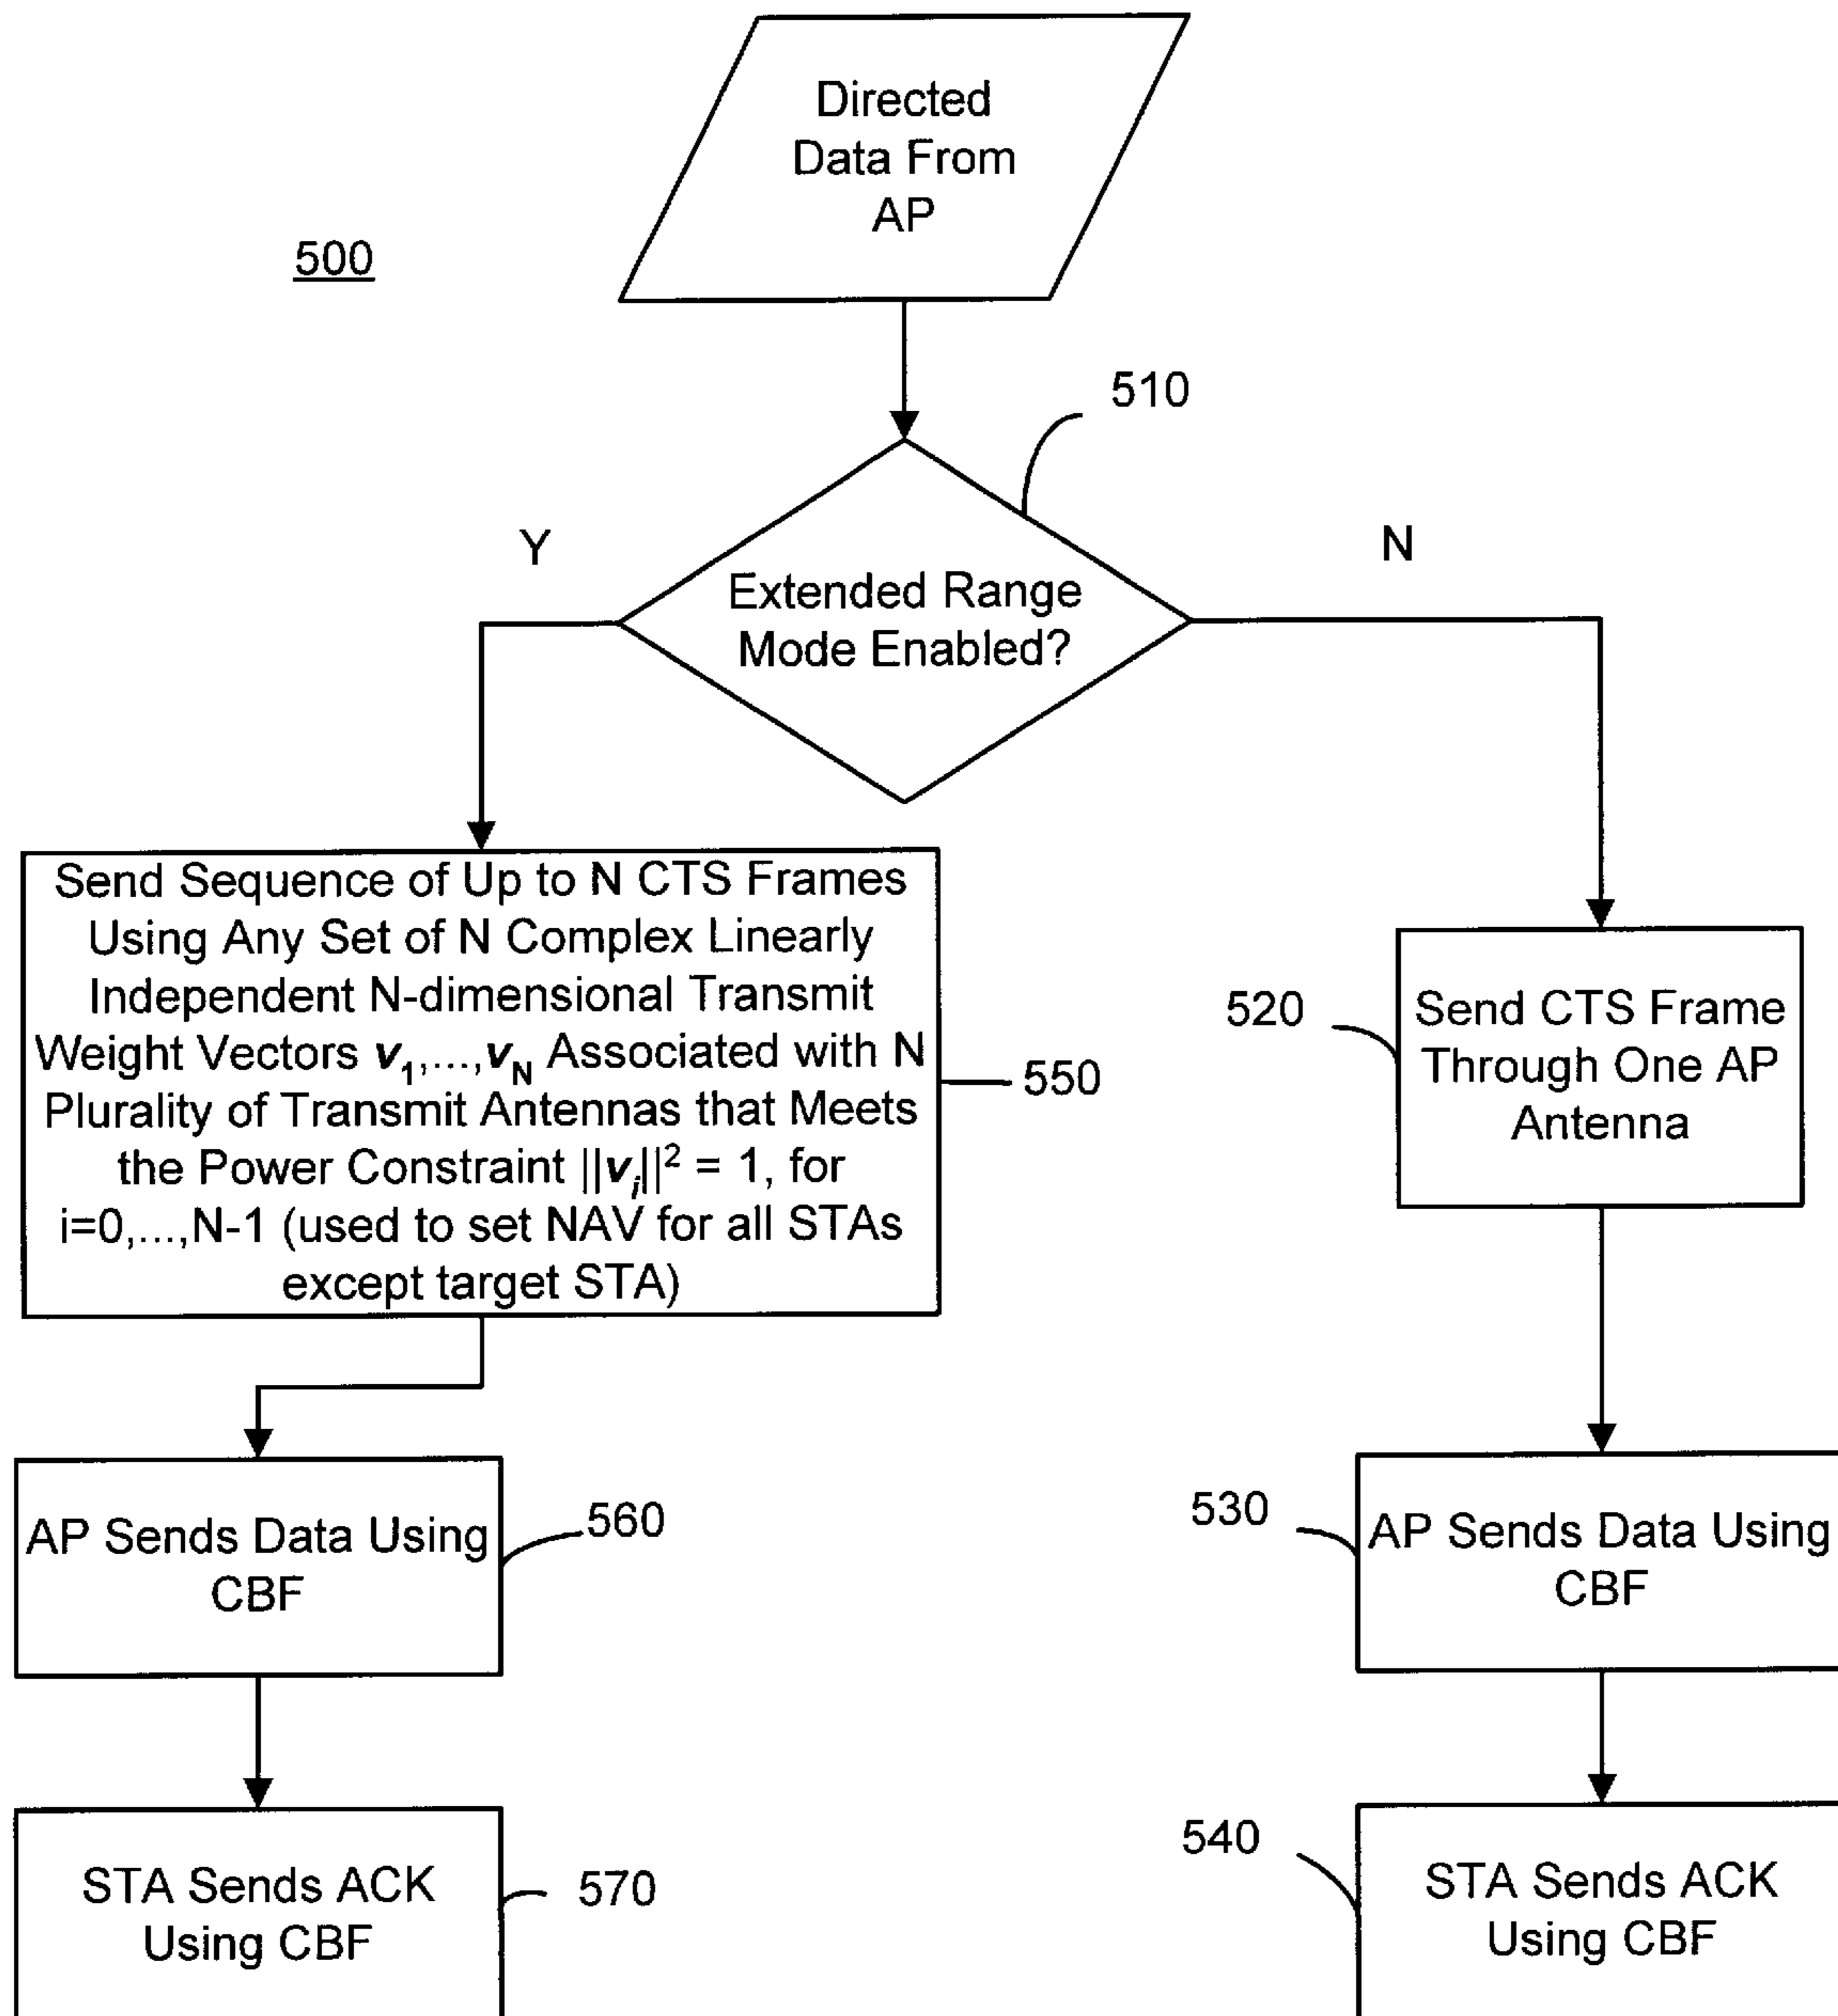 Directed
Data From
AP
500
510
Y
N
Extended Range
Mode Enabled?
Send Sequence of Up to N CTS Frames
Using Any Set of N Complex Linearly
Independent N-dimensional Transmit
Weight Vectors v1,...,vN Associated with N
Plurality of Transmit Antennas that Meets
the Power Constraint ||vi||² = 1, for
i=0,...,N-1 (used to set NAV for all STAs
except target STA)
550
520
Send CTS Frame
Through One AP
Antenna
AP Sends Data Using
CBF
560
530
AP Sends Data Using
CBF
STA Sends ACK
Using CBF
570
540
STA Sends ACK
Using CBF